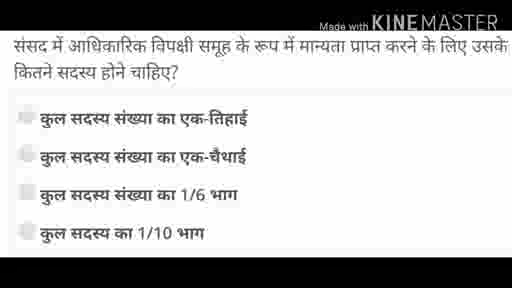 Made with KINEMASTER
संसद में आधिकारिक विपक्षी समूह के रूप में मान्यता प्राप्त करने के लिए उसके
कितने सदस्य होने चाहिए?
कुल सदस्य संख्या का एक-तिहाई
कुल सदस्य संख्या का एक-चैथाई
कुल सदस्य संख्या का 1/6 भाग
कुल सदस्य का 1/10 भाग